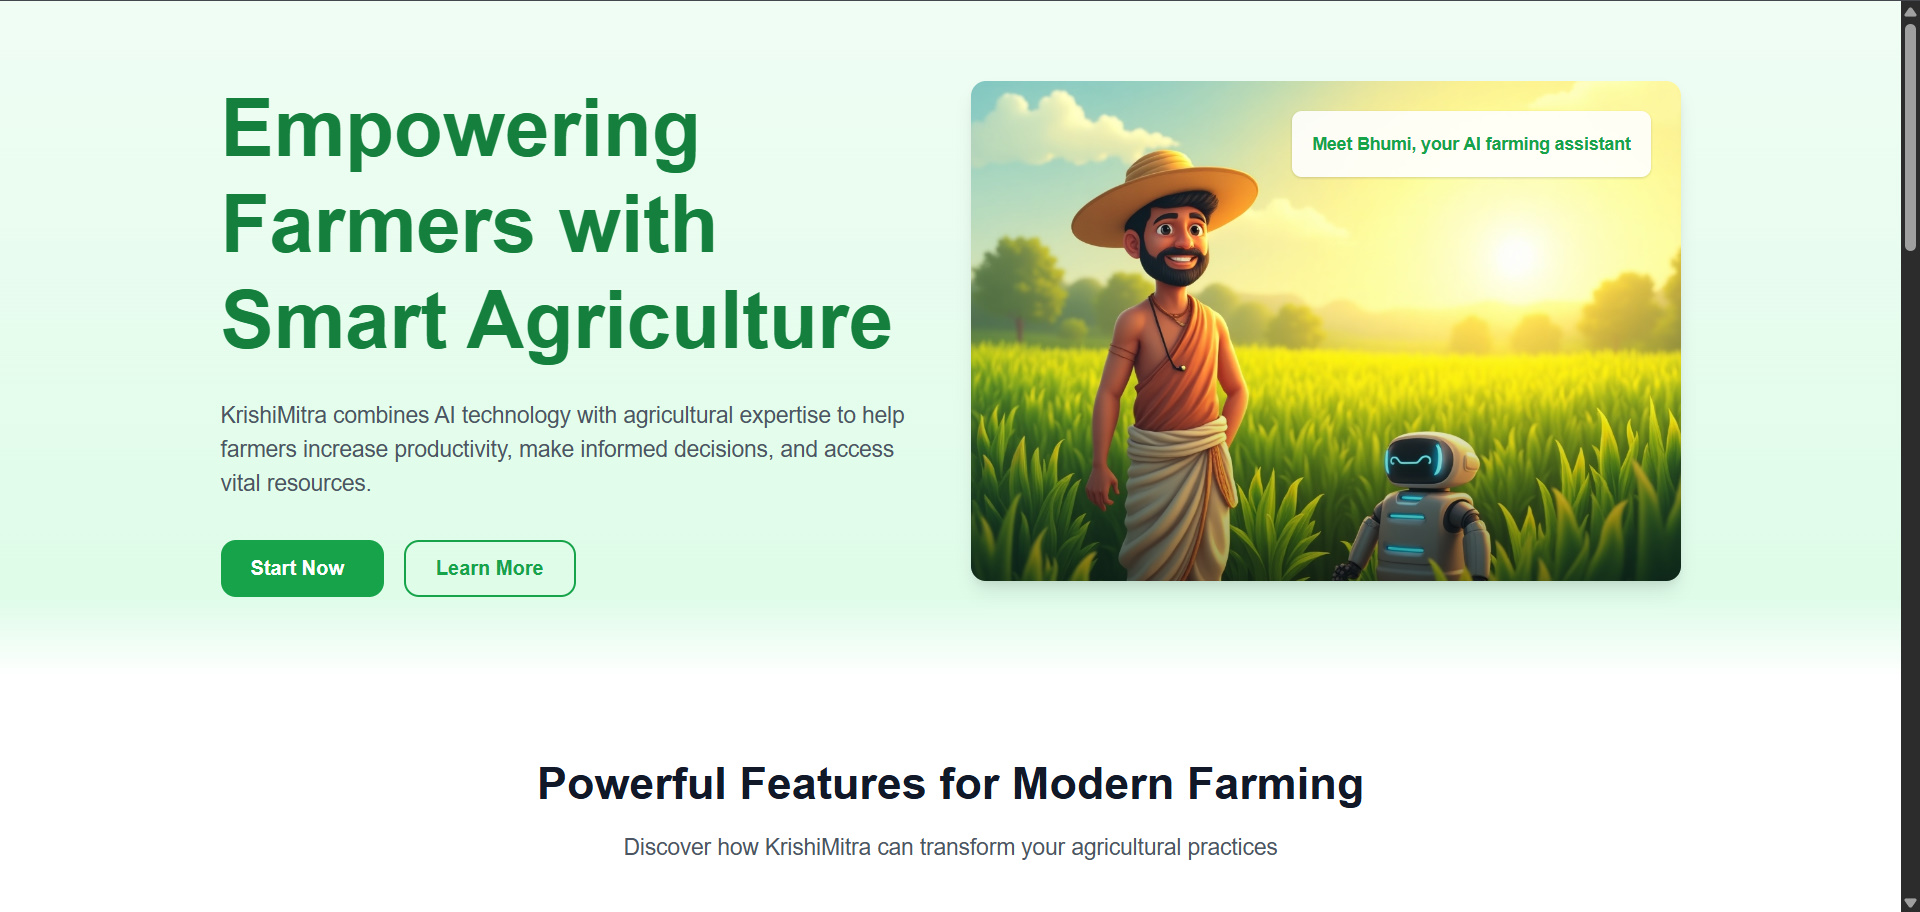 Empowering
Farmers with
Smart Agriculture
KrishiMitra combines AI technology with agricultural expertise to help
farmers increase productivity, make informed decisions, and access
vital resources.
Start Now
Learn More
Meet Bhumi, your AI farming assistant
Powerful Features for Modern Farming
Discover how KrishiMitra can transform your agricultural practices